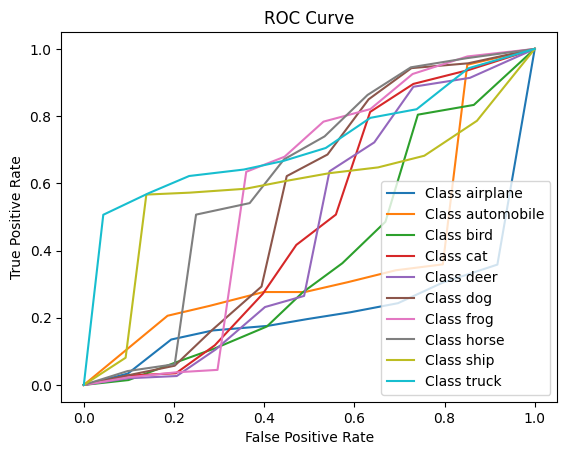 ROC Curve
True Positive Rate
1.0
0.8
0.6
0.4
0.2
0.0
Class airplane
Class automobile
Class bird
Class cat
Class deer
Class dog
Class frog
Class horse
Class ship
Class truck
0.0 0.2 0.4 0.6 0.8 1.0
False Positive Rate